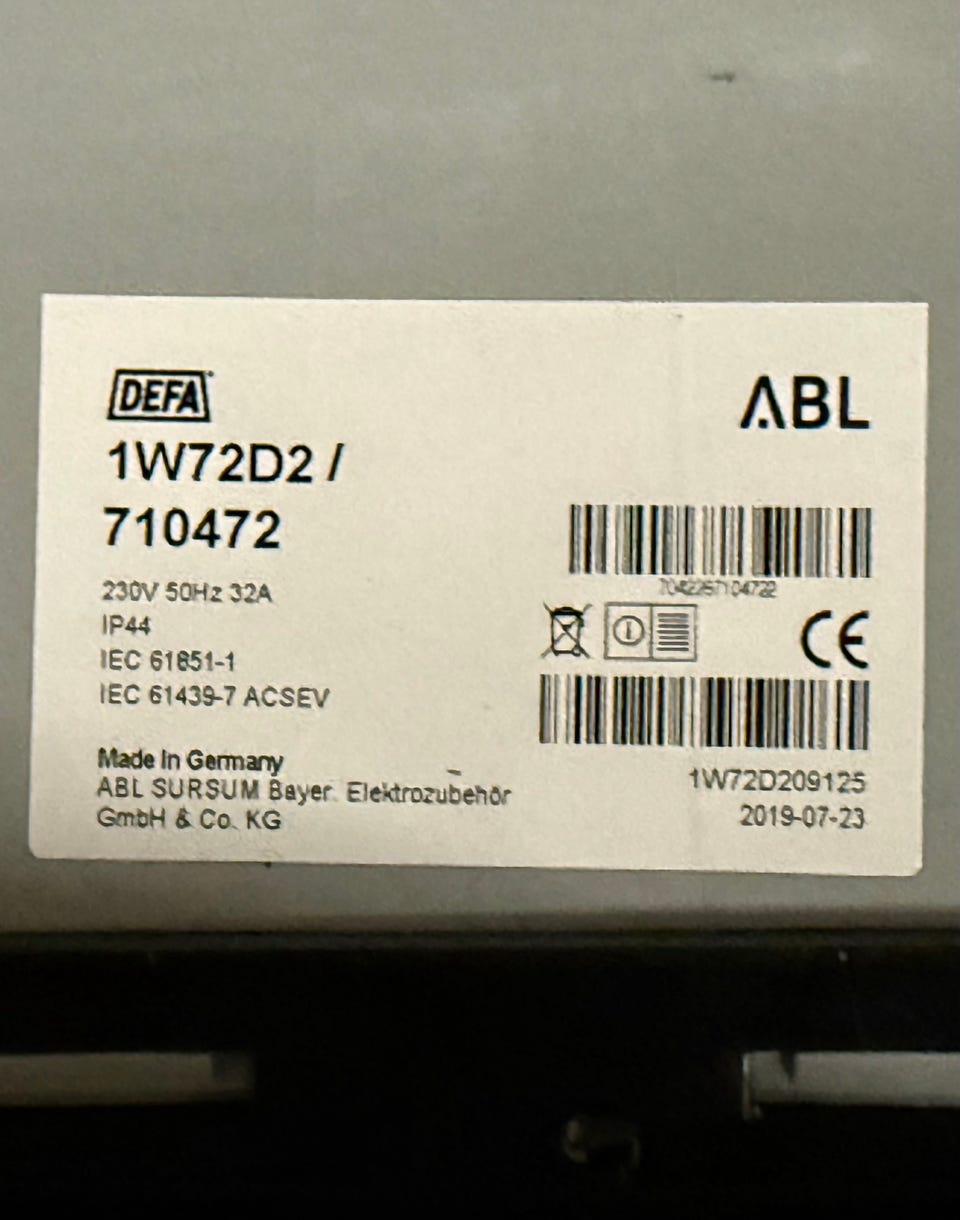 DEFA
ABL
1W72D2 /
710472
230V 50Hz 32A
IP44
IEC 61851-1
IEC 61439-7 ACSEV
7042287104722
CE
Made in Germany
ABL SURSUM Bayer. Elektrozubehör
GmbH & Co. KG
1W72D209125
2019-07-23